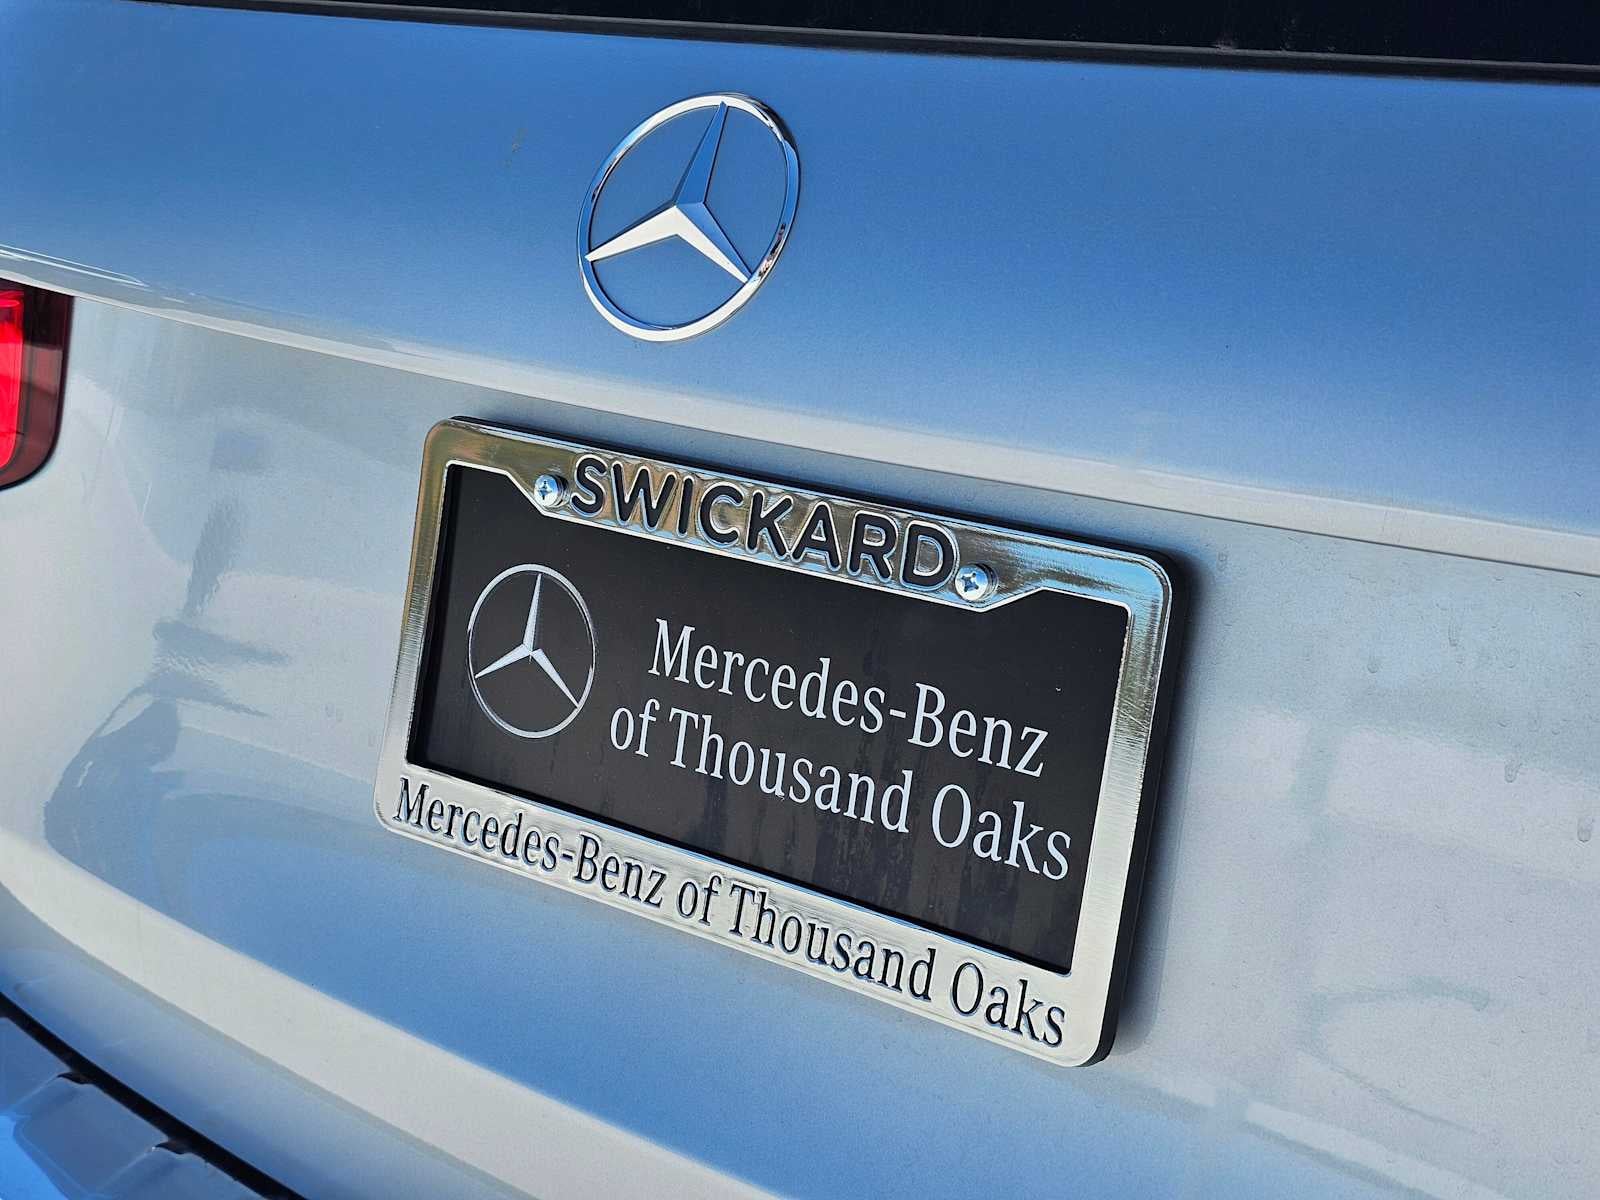 SWICKARD
Mercedes-Benz
of Thousand Oaks
Mercedes-Benz of Thousand Oaks